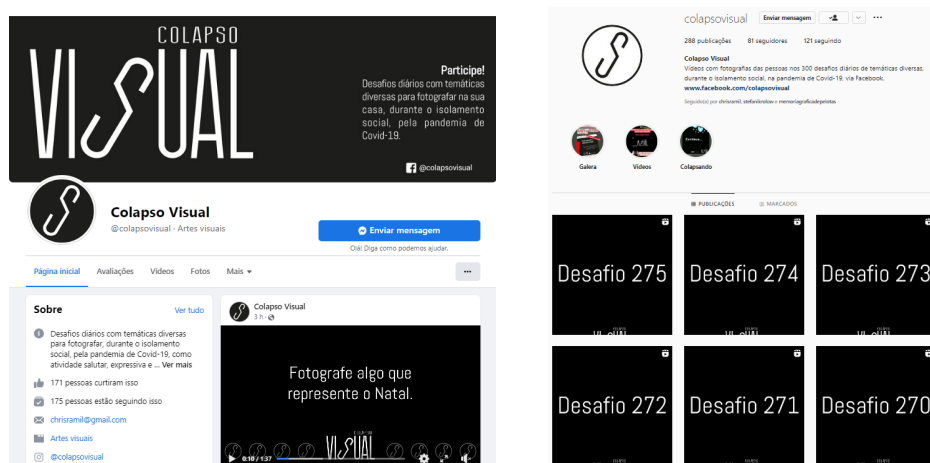 COLAPSO
VISUAL
Participe!
Desafios diários com temáticas
diversas para fotografar na sua
casa, durante o isolamento
social, pela pandemia de
Covid-19.
@colapsovisual
Colapso Visual
@colapsovisual · Artes visuais
Enviar mensagem
Olá! Diga como podemos ajudar.
Página inicial Avaliações Vídeos Fotos Mais
Sobre Ver tudo
Desafios diários com temáticas diversas
para fotografar, durante o isolamento
social, pela pandemia de Covid-19, como
atividade salutar, expressiva e ... Ver mais
171 pessoas curtiram isso
175 pessoas estão seguindo isso
chrisramil@gmail.com
Artes visuais
@colapsovisual
Colapso Visual
3 h ·
Fotografe algo que
represente o Natal.
VISUAL
0:10 / 1:37
colapsovisual Enviar mensagem
288 publicações 81 seguidores 121 seguindo
Colapso Visual
Vídeos com fotografias das pessoas nos 300 desafios diários de temáticas diversas,
durante o isolamento social, na pandemia de Covid-19, via Facebook.
www.facebook.com/colapsovisual
Seguido(a) por chrisramil, stefaniknlow e memoriagraficadepelotas
Galera Vídeos Colapsando
PUBLICAÇÕES MARCADOS
Desafio 275 Desafio 274 Desafio 273
Desafio 272 Desafio 271 Desafio 270